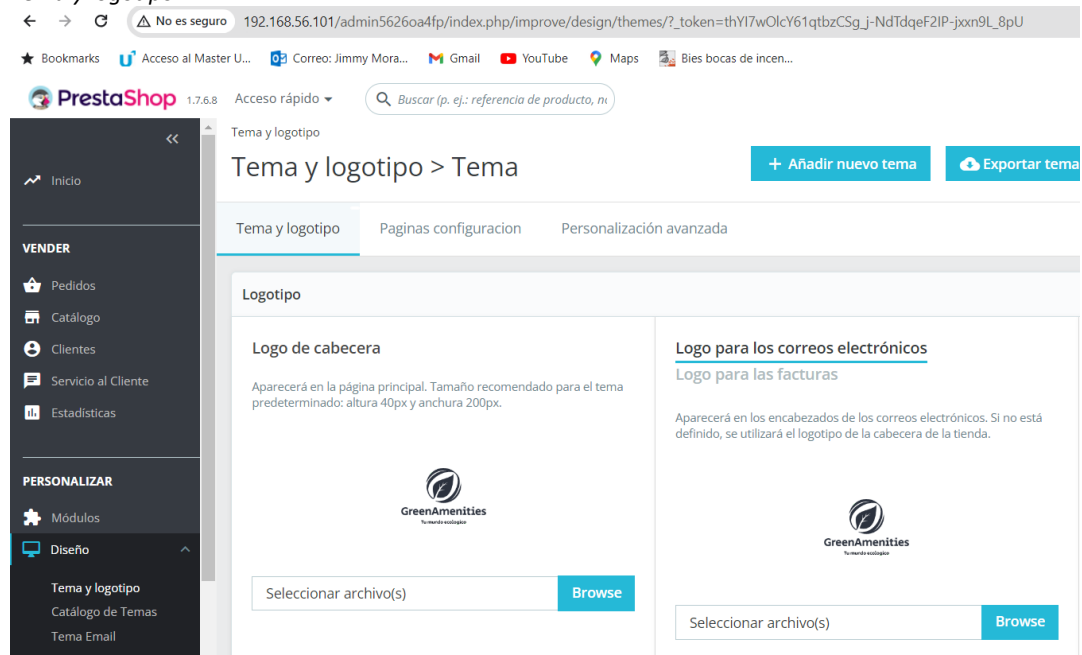 No es seguro 192.168.56.101/admin5626oa4fp/index.php/improve/design/themes/?_token=thYI7wOlcY61qtbzCSg_j-NdTdqeF2IP-jxxn9L_8pU
Bookmarks Acceso al Master U... Correo: Jimmy Mora... Gmail YouTube Maps Bies bocas de incen...
PrestaShop 1.7.6.8 Acceso rápido Buscar (p. ej.: referencia de producto, no
Tema y logotipo
Tema y logotipo > Tema
+ Añadir nuevo tema Exportar tema
Inicio
VENDER
Pedidos
Catálogo
Clientes
Servicio al Cliente
Estadísticas
PERSONALIZAR
Módulos
Diseño
Tema y logotipo
Catálogo de Temas
Tema Email
Tema y logotipo Paginas configuracion Personalización avanzada
Logotipo
Logo de cabecera
Aparecerá en la página principal. Tamaño recomendado para el tema
predeterminado: altura 40px y anchura 200px.
GreenAmenities
Tu mundo ecologico
Seleccionar archivo(s) Browse
Logo para los correos electrónicos
Logo para las facturas
Aparecerá en los encabezados de los correos electrónicos. Si no está
definido, se utilizará el logotipo de la cabecera de la tienda.
GreenAmenities
Tu mundo ecologico
Seleccionar archivo(s) Browse